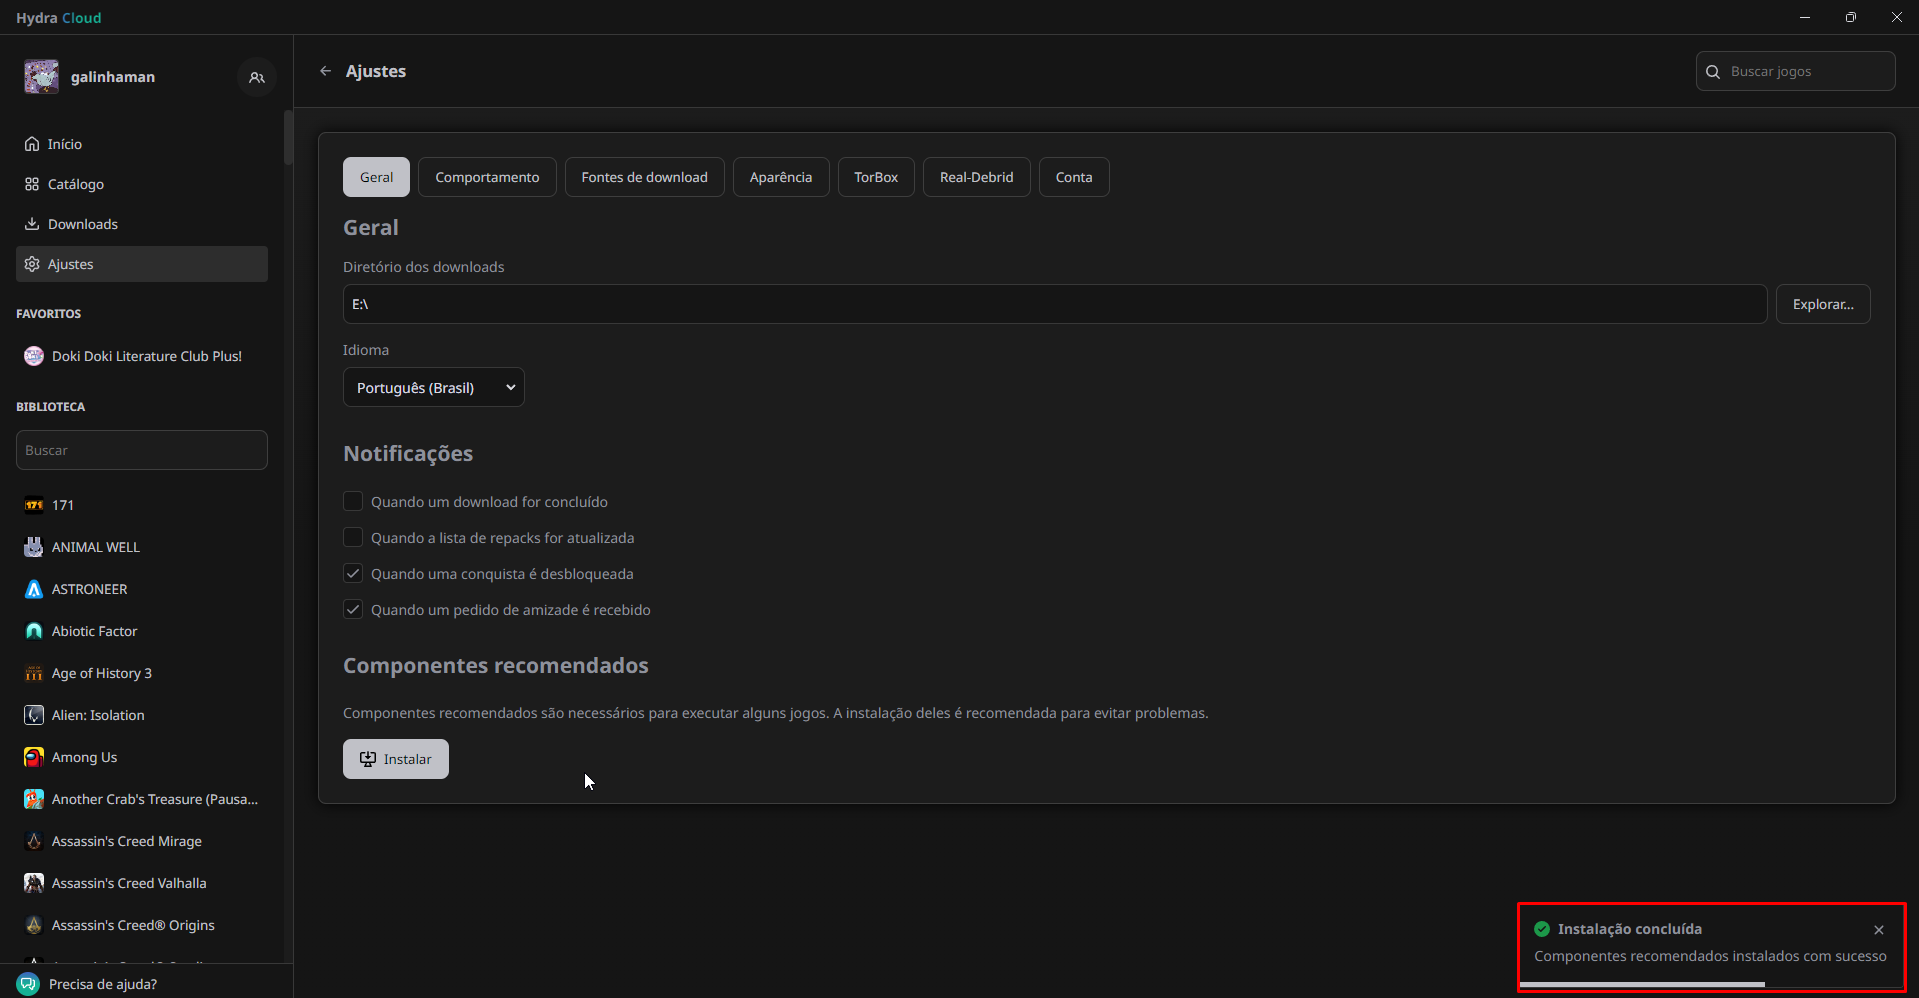 Hydra Cloud
galinhaman
Início
Catálogo
Downloads
Ajustes
FAVORITOS
Doki Doki Literature Club Plus!
BIBLIOTECA
Buscar
171
ANIMAL WELL
ASTRONEER
Abiotic Factor
Age of History 3
Alien: Isolation
Among Us
Another Crab's Treasure (Pausa...
Assassin's Creed Mirage
Assassin's Creed Valhalla
Assassin's Creed® Origins
Precisa de ajuda?
Ajustes
Buscar jogos
Geral
Comportamento
Fontes de download
Aparência
TorBox
Real-Debrid
Conta
Geral
Diretório dos downloads
E:\
Explorar...
Idioma
Português (Brasil)
Notificações
Quando um download for concluído
Quando a lista de repacks for atualizada
Quando uma conquista é desbloqueada
Quando um pedido de amizade é recebido
Componentes recomendados
Componentes recomendados são necessários para executar alguns jogos. A instalação deles é recomendada para evitar problemas.
Instalar
Instalação concluída
Componentes recomendados instalados com sucesso